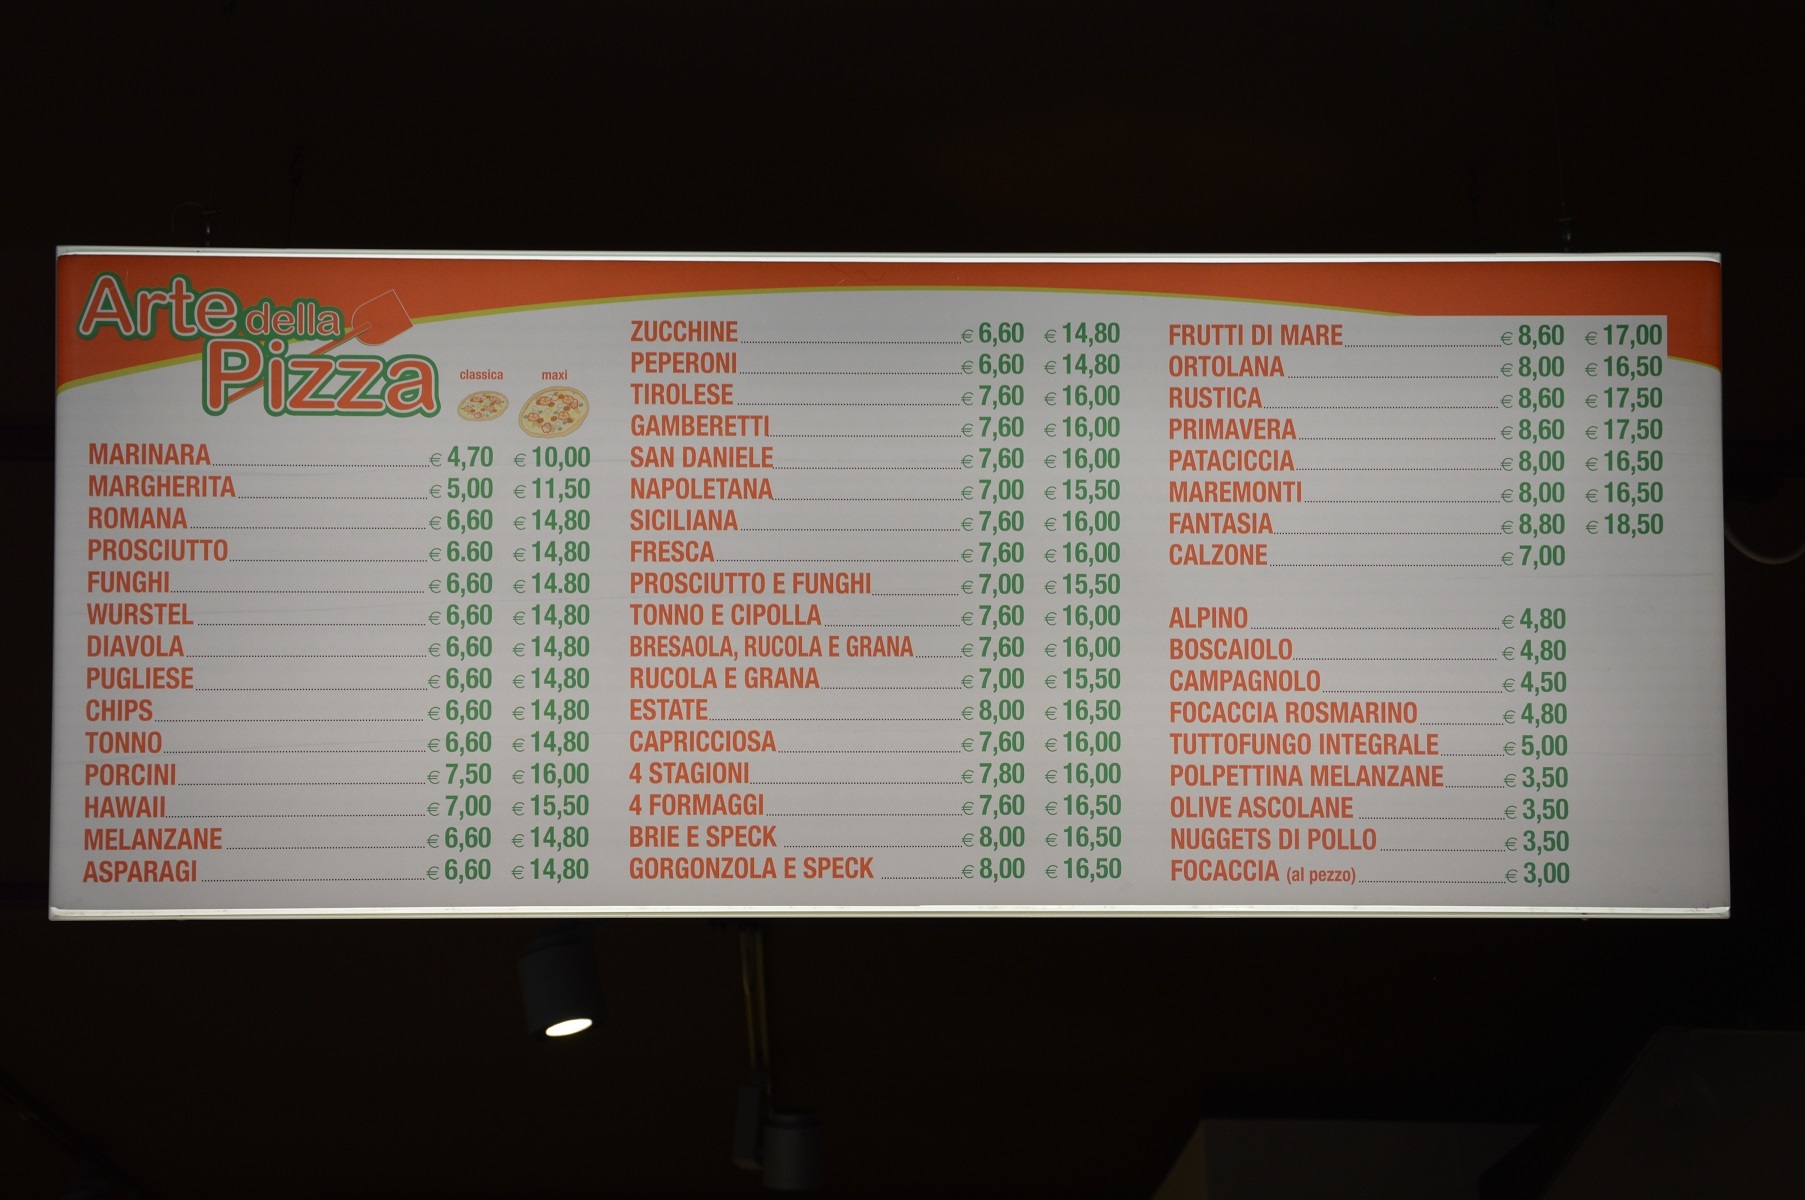 Arte della
Pizza
classica maxi
MARINARA € 4,70 € 10,00
MARGHERITA € 5,00 € 11,50
ROMANA € 6,60 € 14,80
PROSCIUTTO € 6.60 € 14,80
FUNGHI € 6,60 € 14.80
WURSTEL € 6,60 € 14,80
DIAVOLA € 6,60 € 14,80
PUGLIESE € 6,60 € 14,80
CHIPS € 6,60 € 14,80
TONNO € 6,60 € 14,80
PORCINI € 7,50 € 16,00
HAWAII € 7,00 € 15,50
MELANZANE € 6,60 € 14,80
ASPARAGI € 6,60 € 14,80
ZUCCHINE € 6,60 € 14,80
PEPERONI € 6,60 € 14,80
TIROLESE € 7,60 € 16,00
GAMBERETTI € 7,60 € 16,00
SAN DANIELE € 7,60 € 16,00
NAPOLETANA € 7,00 € 15,50
SICILIANA € 7,60 € 16,00
FRESCA € 7,60 € 16,00
PROSCIUTTO E FUNGHI € 7,00 € 15,50
TONNO E CIPOLLA € 7,60 € 16,00
BRESAOLA, RUCOLA E GRANA € 7,60 € 16,00
RUCOLA E GRANA € 7,00 € 15,50
ESTATE € 8,00 € 16,50
CAPRICCIOSA € 7,60 € 16,00
4 STAGIONI € 7,80 € 16,00
4 FORMAGGI € 7,60 € 16,50
BRIE E SPECK € 8,00 € 16,50
GORGONZOLA E SPECK € 8,00 € 16,50
FRUTTI DI MARE € 8,60 € 17,00
ORTOLANA € 8,00 € 16,50
RUSTICA € 8,60 € 17,50
PRIMAVERA € 8,60 € 17,50
PATACICCIA € 8,00 € 16,50
MAREMONTI € 8,00 € 16,50
FANTASIA € 8,80 € 18,50
CALZONE € 7,00
ALPINO € 4,80
BOSCAIOLO € 4,80
CAMPAGNOLO € 4,50
FOCACCIA ROSMARINO € 4,80
TUTTOFUNGO INTEGRALE € 5,00
POLPETTINA MELANZANE € 3,50
OLIVE ASCOLANE € 3,50
NUGGETS DI POLLO € 3,50
FOCACCIA (al pezzo) € 3,00